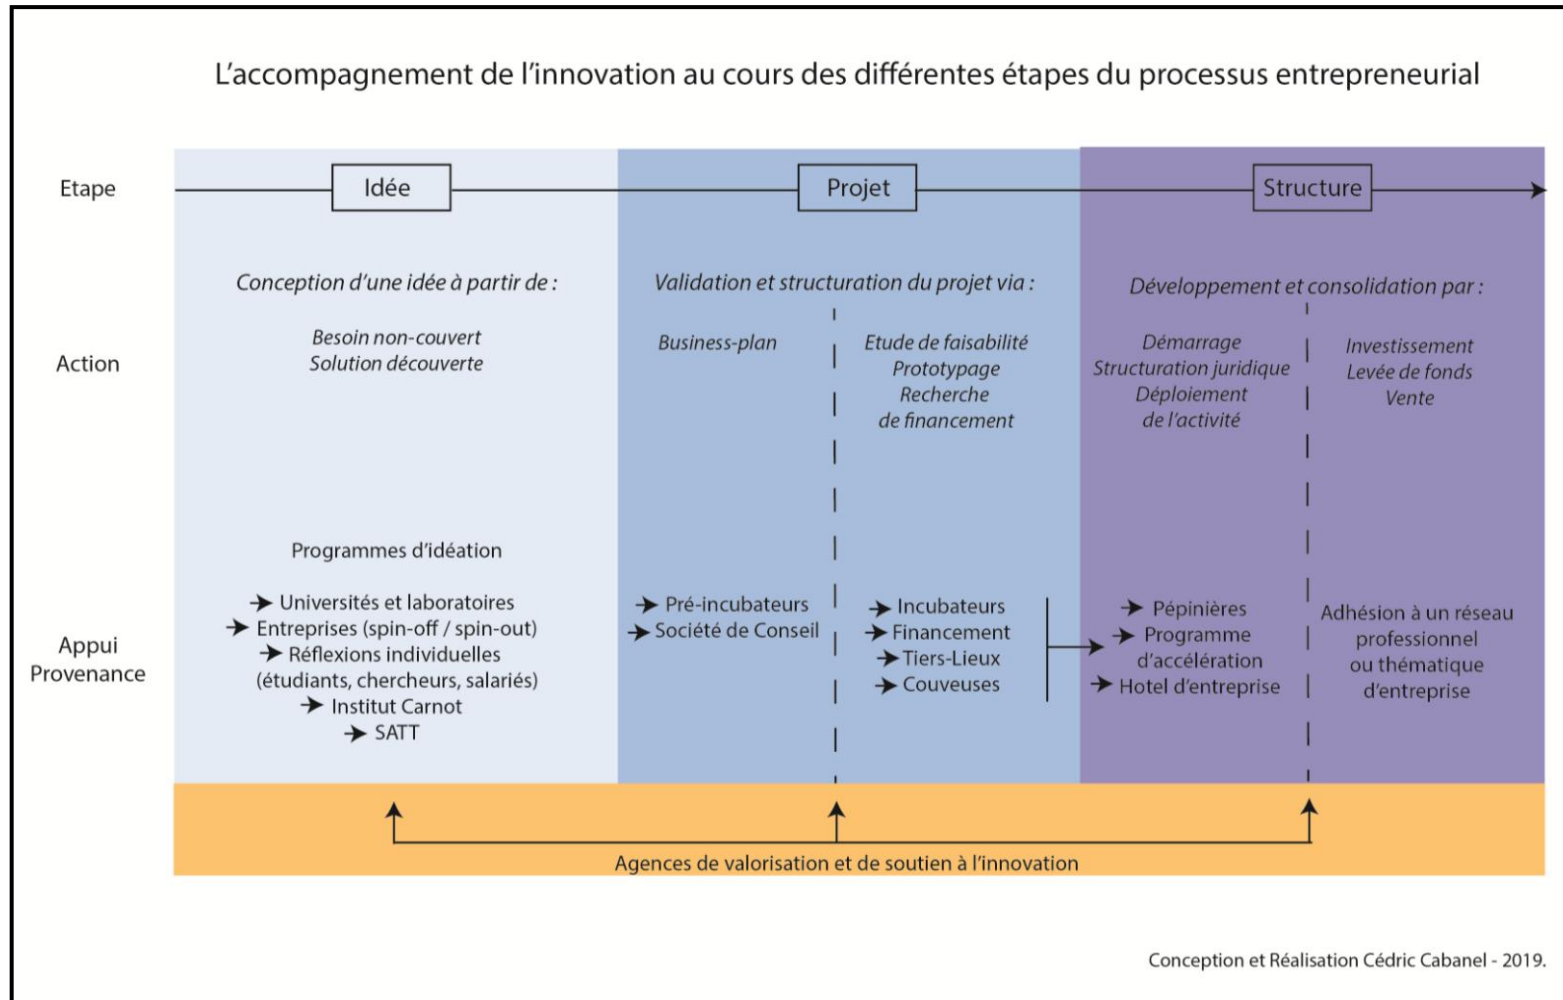 L'accompagnement de l'innovation au cours des différentes étapes du processus entrepreneurial
Etape
Idée
Projet
Structure
Action
Conception d'une idée à partir de :
Besoin non-couvert
Solution découverte
Validation et structuration du projet via :
Business-plan
Etude de faisabilité
Prototypage
Recherche
de financement
Développement et consolidation par :
Démarrage
Structuration juridique
Déploiement
de l'activité
Investissement
Levée de fonds
Vente
Appui
Provenance
Programmes d'idéation
Universités et laboratoires
Entreprises (spin-off / spin-out)
Réflexions individuelles
(étudiants, chercheurs, salariés)
Institut Carnot
SATT
Pré-incubateurs
Société de Conseil
Incubateurs
Financement
Tiers-Lieux
Couveuses
Pépinières
Programme
d'accélération
Hotel d'entreprise
Adhésion à un réseau
professionnel
ou thématique
d'entreprise
Agences de valorisation et de soutien à l'innovation
Conception et Réalisation Cédric Cabanel - 2019.